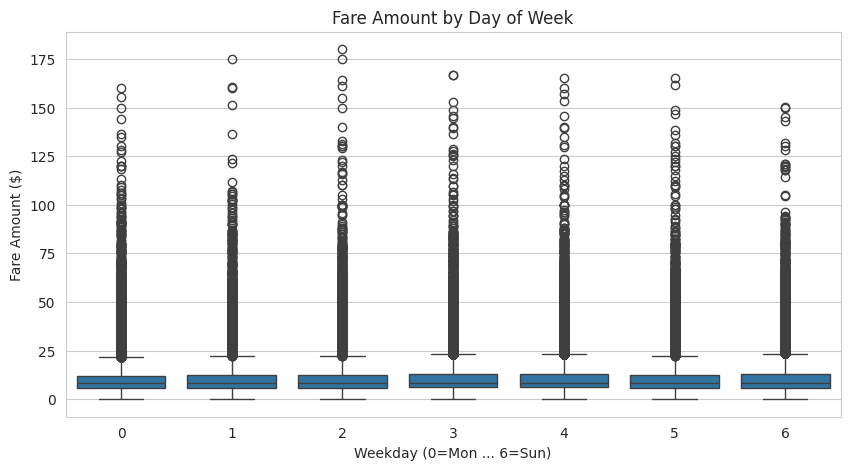 Fare Amount by Day of Week
Fare Amount ($)
175
150
125
100
75
50
25
0
0 1 2 3 4 5 6
Weekday (0=Mon ... 6=Sun)